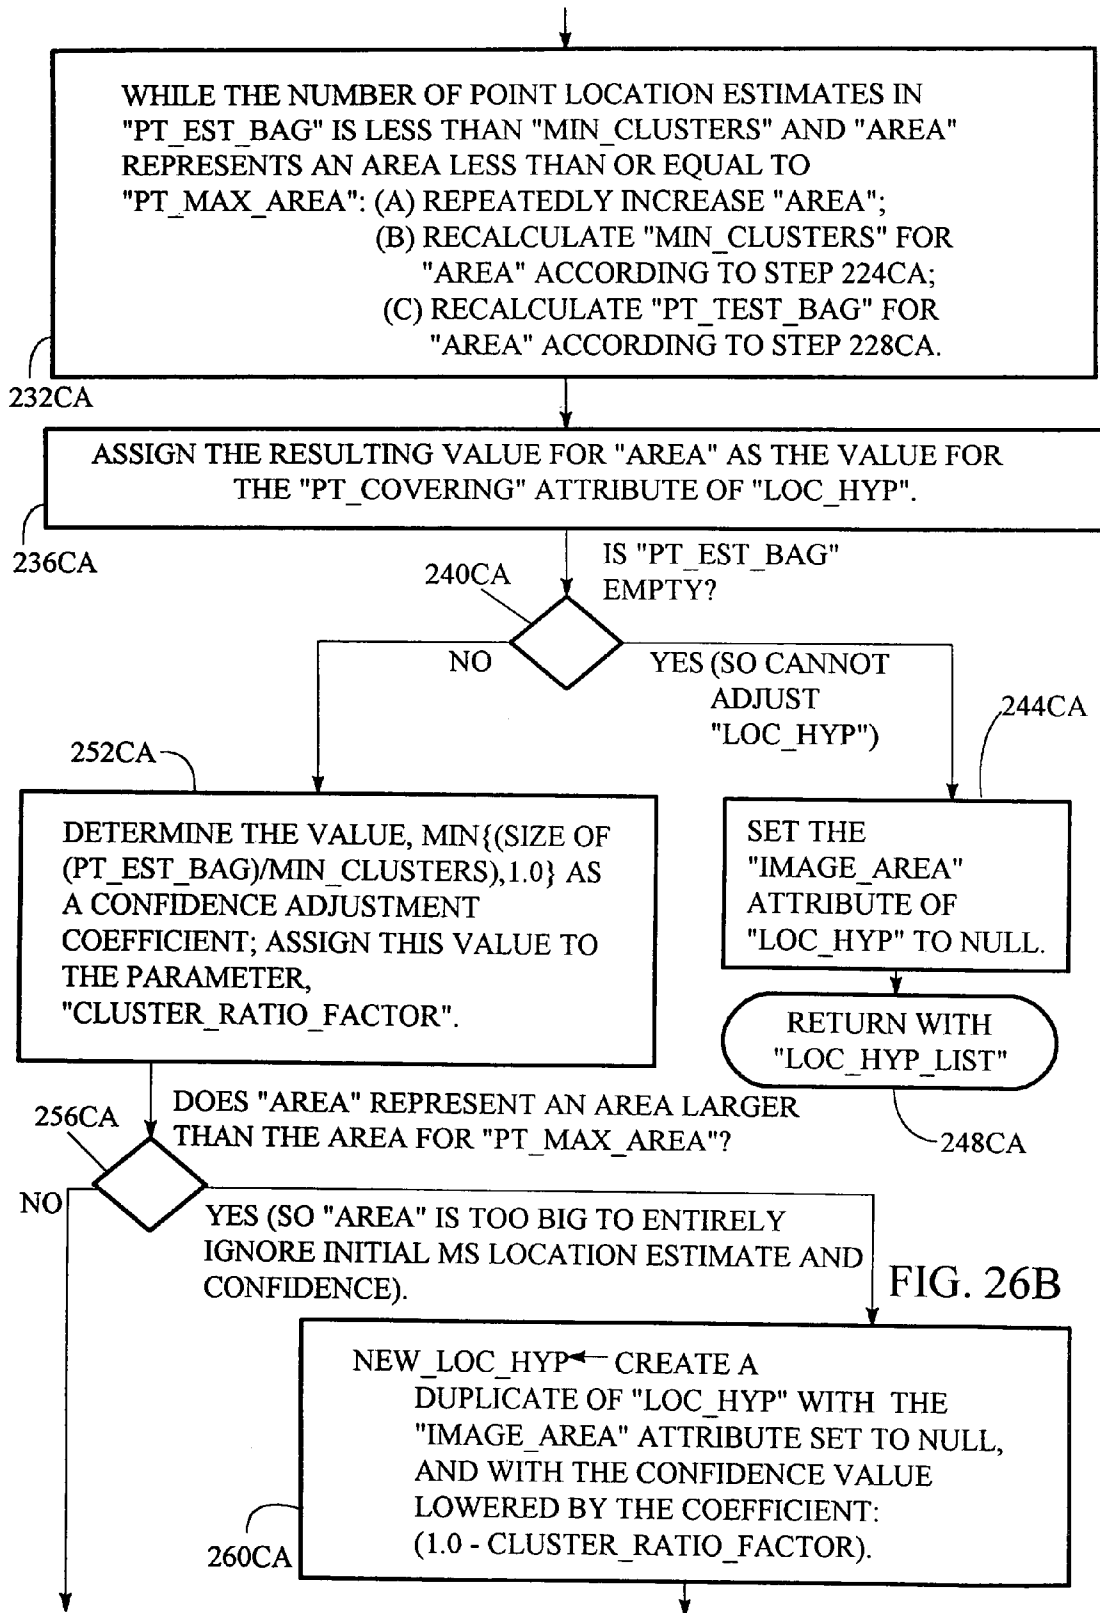 WHILE THE NUMBER OF POINT LOCATION ESTIMATES IN
"PT_EST_BAG" IS LESS THAN "MIN_CLUSTERS" AND "AREA"
REPRESENTS AN AREA LESS THAN OR EQUAL TO
"PT_MAX_AREA": (A) REPEATEDLY INCREASE "AREA";
(B) RECALCULATE "MIN_CLUSTERS" FOR
"AREA" ACCORDING TO STEP 224CA;
(C) RECALCULATE "PT_TEST_BAG" FOR
"AREA" ACCORDING TO STEP 228CA.
232CA
ASSIGN THE RESULTING VALUE FOR "AREA" AS THE VALUE FOR
THE "PT_COVERING" ATTRIBUTE OF "LOC_HYP".
236CA
IS "PT_EST_BAG"
EMPTY?
240CA
NO
YES (SO CANNOT
ADJUST
"LOC_HYP")
244CA
252CA
DETERMINE THE VALUE, MIN{(SIZE OF
(PT_EST_BAG)/MIN_CLUSTERS),1.0} AS
A CONFIDENCE ADJUSTMENT
COEFFICIENT; ASSIGN THIS VALUE TO
THE PARAMETER,
"CLUSTER_RATIO_FACTOR".
SET THE
"IMAGE_AREA"
ATTRIBUTE OF
"LOC_HYP" TO NULL.
RETURN WITH
"LOC_HYP_LIST"
248CA
DOES "AREA" REPRESENT AN AREA LARGER
THAN THE AREA FOR "PT_MAX_AREA"?
256CA
NO
YES (SO "AREA" IS TOO BIG TO ENTIRELY
IGNORE INITIAL MS LOCATION ESTIMATE AND
CONFIDENCE).
FIG. 26B
NEW_LOC_HYP← CREATE A
DUPLICATE OF "LOC_HYP" WITH THE
"IMAGE_AREA" ATTRIBUTE SET TO NULL,
AND WITH THE CONFIDENCE VALUE
LOWERED BY THE COEFFICIENT:
(1.0 - CLUSTER_RATIO_FACTOR).
260CA